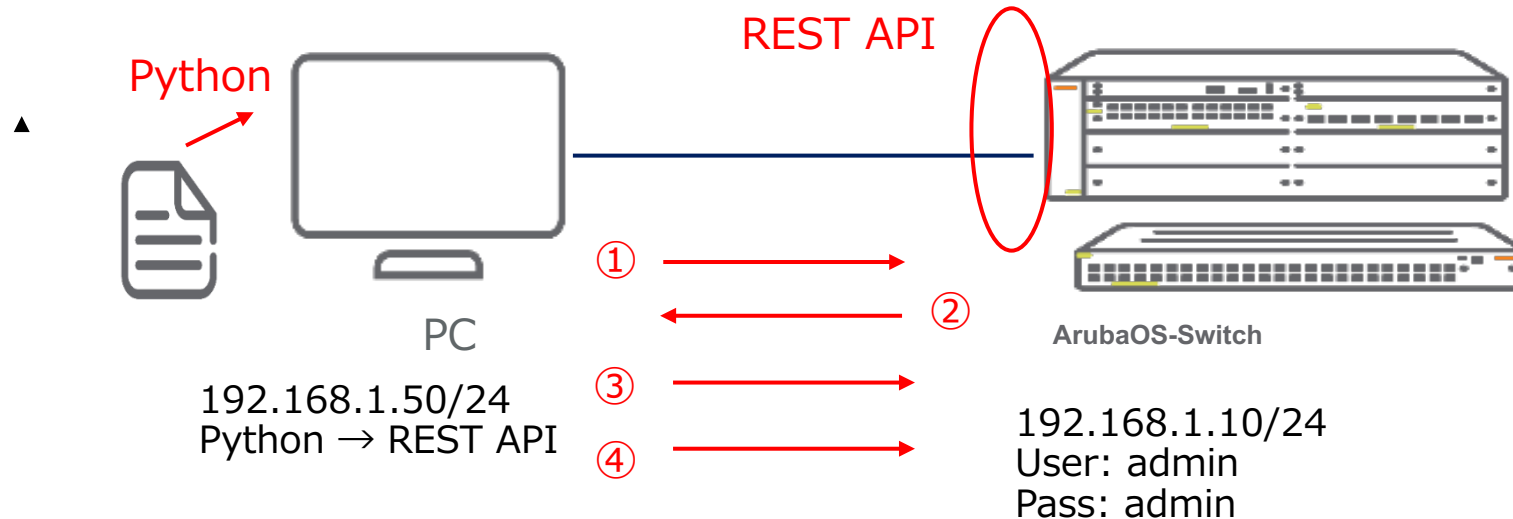 REST API
Python
▲
①
②
PC
ArubaOS-Switch
③
192.168.1.50/24
Python → REST API
④
192.168.1.10/24
User: admin
Pass: admin